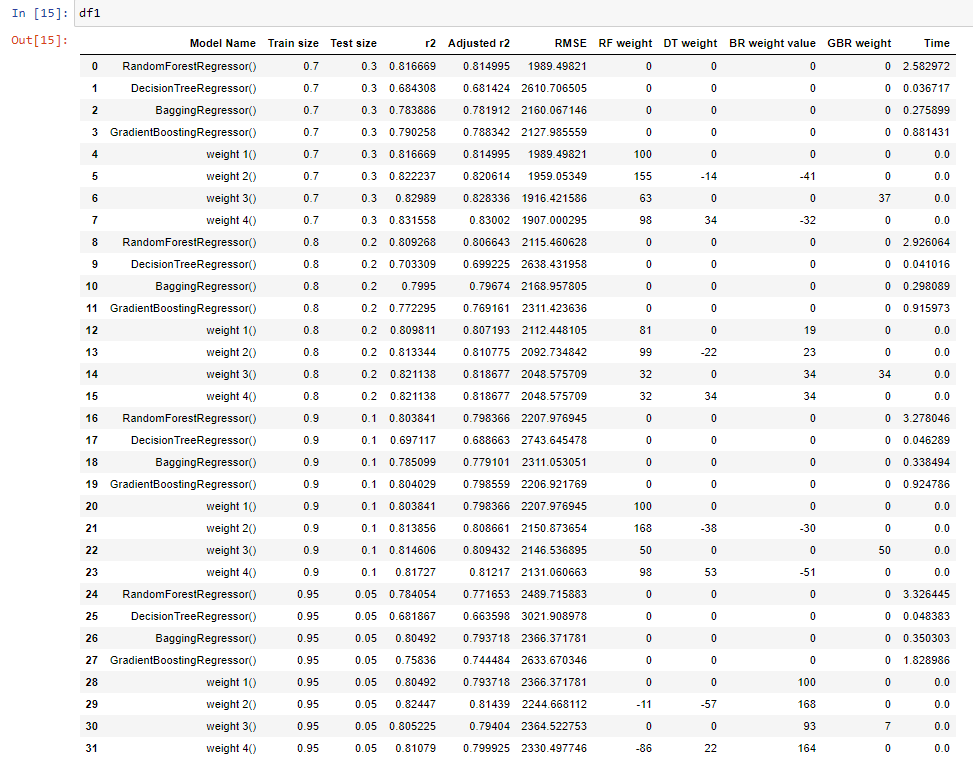 In [15]: df1
Out[15]:
Model Name Train size Test size r2 Adjusted r2 RMSE RF weight DT weight BR weight value GBR weight Time
0 RandomForestRegressor() 0.7 0.3 0.816669 0.814995 1989.49821 0 0 0 0 2.582972
1 DecisionTreeRegressor() 0.7 0.3 0.684308 0.681424 2610.706505 0 0 0 0 0.036717
2 BaggingRegressor() 0.7 0.3 0.783886 0.781912 2160.067146 0 0 0 0 0.275899
3 GradientBoostingRegressor() 0.7 0.3 0.790258 0.788342 2127.985559 0 0 0 0 0.881431
4 weight 1() 0.7 0.3 0.816669 0.814995 1989.49821 100 0 0 0 0.0
5 weight 2() 0.7 0.3 0.822237 0.820614 1959.05349 155 -14 -41 0 0.0
6 weight 3() 0.7 0.3 0.82989 0.828336 1916.421586 63 0 0 37 0.0
7 weight 4() 0.7 0.3 0.831558 0.83002 1907.000295 98 34 -32 0 0.0
8 RandomForestRegressor() 0.8 0.2 0.809268 0.806643 2115.460628 0 0 0 0 2.926064
9 DecisionTreeRegressor() 0.8 0.2 0.703309 0.699225 2638.431958 0 0 0 0 0.041016
10 BaggingRegressor() 0.8 0.2 0.7995 0.79674 2168.957805 0 0 0 0 0.298089
11 GradientBoostingRegressor() 0.8 0.2 0.772295 0.769161 2311.423636 0 0 0 0 0.915973
12 weight 1() 0.8 0.2 0.809811 0.807193 2112.448105 81 0 19 0 0.0
13 weight 2() 0.8 0.2 0.813344 0.810775 2092.734842 99 -22 23 0 0.0
14 weight 3() 0.8 0.2 0.821138 0.818677 2048.575709 32 0 34 34 0.0
15 weight 4() 0.8 0.2 0.821138 0.818677 2048.575709 32 34 34 0 0.0
16 RandomForestRegressor() 0.9 0.1 0.803841 0.798366 2207.976945 0 0 0 0 3.278046
17 DecisionTreeRegressor() 0.9 0.1 0.697117 0.688663 2743.645478 0 0 0 0 0.046289
18 BaggingRegressor() 0.9 0.1 0.785099 0.779101 2311.053051 0 0 0 0 0.338494
19 GradientBoostingRegressor() 0.9 0.1 0.804029 0.798559 2206.921769 0 0 0 0 0.924786
20 weight 1() 0.9 0.1 0.803841 0.798366 2207.976945 100 0 0 0 0.0
21 weight 2() 0.9 0.1 0.813856 0.808661 2150.873654 168 -38 -30 0 0.0
22 weight 3() 0.9 0.1 0.814606 0.809432 2146.536895 50 0 0 50 0.0
23 weight 4() 0.9 0.1 0.81727 0.81217 2131.060663 98 53 -51 0 0.0
24 RandomForestRegressor() 0.95 0.05 0.784054 0.771653 2489.715883 0 0 0 0 3.326445
25 DecisionTreeRegressor() 0.95 0.05 0.681867 0.663598 3021.908978 0 0 0 0 0.048383
26 BaggingRegressor() 0.95 0.05 0.80492 0.793718 2366.371781 0 0 0 0 0.350303
27 GradientBoostingRegressor() 0.95 0.05 0.75836 0.744484 2633.670346 0 0 0 0 1.828986
28 weight 1() 0.95 0.05 0.80492 0.793718 2366.371781 0 0 100 0 0.0
29 weight 2() 0.95 0.05 0.82447 0.81439 2244.668112 -11 -57 168 0 0.0
30 weight 3() 0.95 0.05 0.805225 0.79404 2364.522753 0 0 93 7 0.0
31 weight 4() 0.95 0.05 0.81079 0.799925 2330.497746 -86 22 164 0 0.0